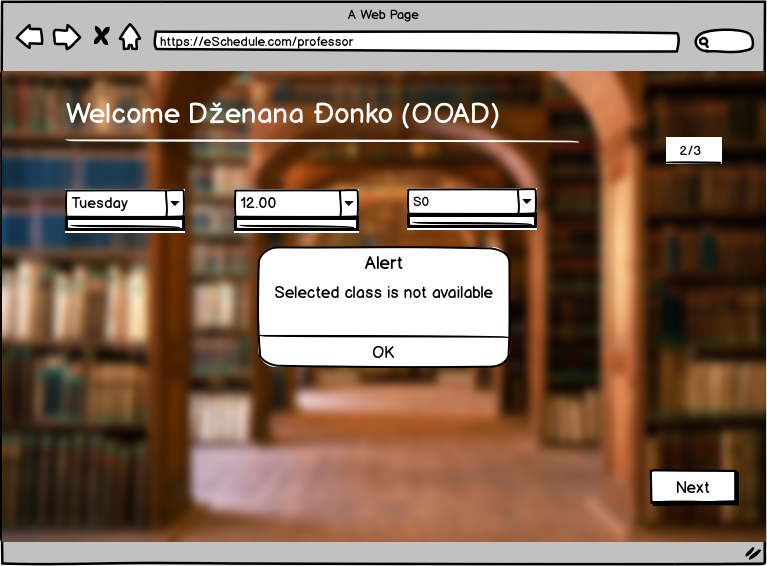 A Web Page
https://eSchedule.com/professor
Welcome Dženana Đonko (OOAD)
2/3
Tuesday
12.00
S0
Alert
Selected class is not available
OK
Next